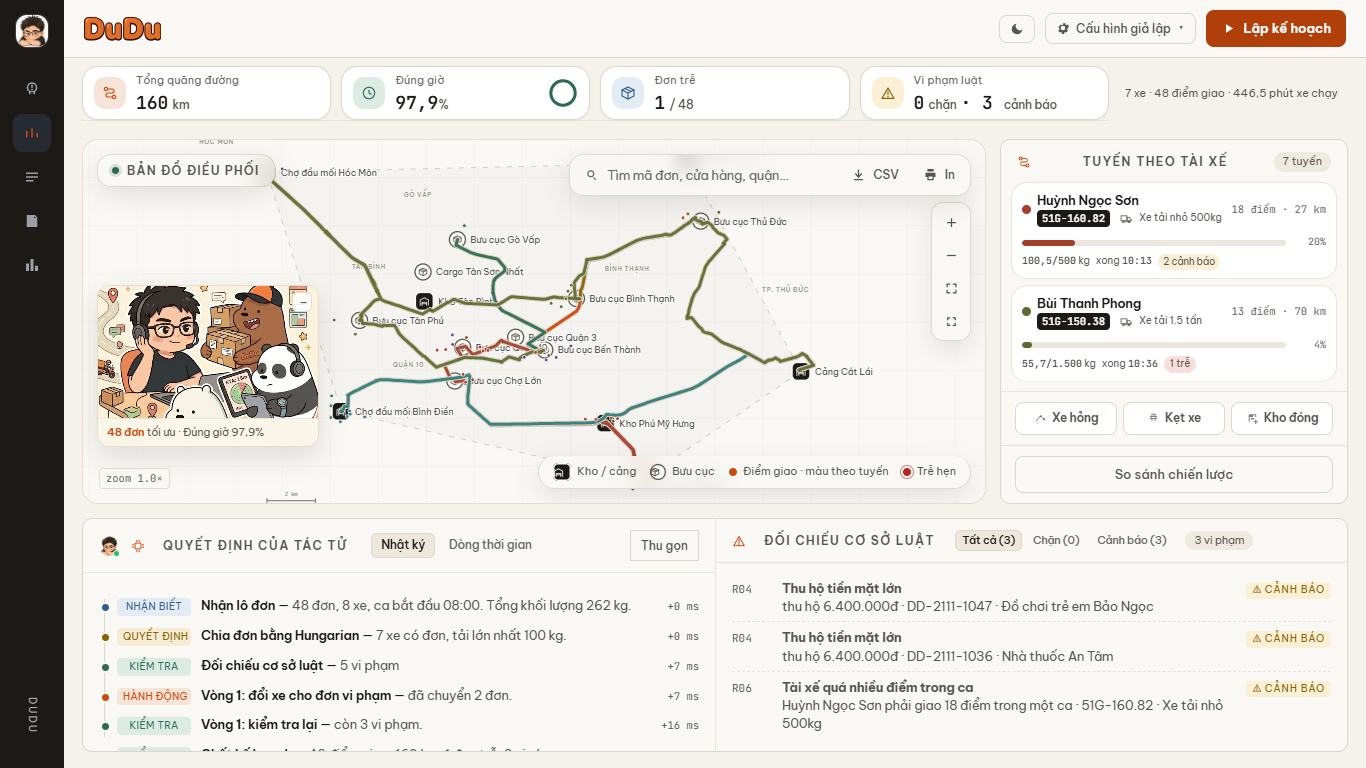 DuDu
Cấu hình giả lập
Lập kế hoạch
Tổng quãng đường
160 km
Đúng giờ
97,9%
Đơn trễ
1 / 48
Vi phạm luật
0 chặn · 3 cảnh báo
7 xe · 48 điểm giao · 446,5 phút xe chạy
HÓC MÔN
BẢN ĐỒ ĐIỀU PHỐI
Chợ đầu mối Hóc Môn
Tìm mã đơn, cửa hàng, quận...
CSV
In
GÒ VẤP
Bưu cục Thủ Đức
Bưu cục Gò Vấp
TÂN BÌNH
Cargo Tân Sơn Nhất
BÌNH THẠNH
TP. THỦ ĐỨC
Kho Tân Bình
Bưu cục Bình Thạnh
Bưu cục Tân Phú
Bưu cục Quận 3
Bưu cục Bến Thành
QUẬN 10
Bưu cục Chợ Lớn
Cảng Cát Lái
Chợ đầu mối Bình Điền
Kho Phú Mỹ Hưng
48 đơn tối ưu · Đúng giờ 97,9%
zoom 1.0×
2 km
Kho / cảng
Bưu cục
Điểm giao · màu theo tuyến
Trễ hẹn
TUYẾN THEO TÀI XẾ
7 tuyến
Huỳnh Ngọc Sơn
18 điểm · 27 km
51G-160.82
Xe tải nhỏ 500kg
20%
100,5/500 kg xong 10:13
2 cảnh báo
Bùi Thanh Phong
13 điểm · 70 km
51G-150.38
Xe tải 1.5 tấn
4%
55,7/1.500 kg xong 10:36
1 trễ
Xe hỏng
Kẹt xe
Kho đóng
So sánh chiến lược
QUYẾT ĐỊNH CỦA TÁC TỬ
Nhật ký
Dòng thời gian
Thu gọn
NHẬN BIẾT
Nhận lô đơn — 48 đơn, 8 xe, ca bắt đầu 08:00. Tổng khối lượng 262 kg.
+0 ms
QUYẾT ĐỊNH
Chia đơn bằng Hungarian — 7 xe có đơn, tải lớn nhất 100 kg.
+0 ms
KIỂM TRA
Đối chiếu cơ sở luật — 5 vi phạm
+7 ms
HÀNH ĐỘNG
Vòng 1: đổi xe cho đơn vi phạm — đã chuyển 2 đơn.
+7 ms
KIỂM TRA
Vòng 1: kiểm tra lại — còn 3 vi phạm.
+16 ms
ĐỐI CHIẾU CƠ SỞ LUẬT
Tất cả (3)
Chặn (0)
Cảnh báo (3)
3 vi phạm
R04
Thu hộ tiền mặt lớn
CẢNH BÁO
thu hộ 6.400.000đ · DD-2111-1047 · Đồ chơi trẻ em Bảo Ngọc
R04
Thu hộ tiền mặt lớn
CẢNH BÁO
thu hộ 6.400.000đ · DD-2111-1036 · Nhà thuốc An Tâm
R06
Tài xế quá nhiều điểm trong ca
CẢNH BÁO
Huỳnh Ngọc Sơn phải giao 18 điểm trong một ca · 51G-160.82 · Xe tải nhỏ
500kg
DUDU